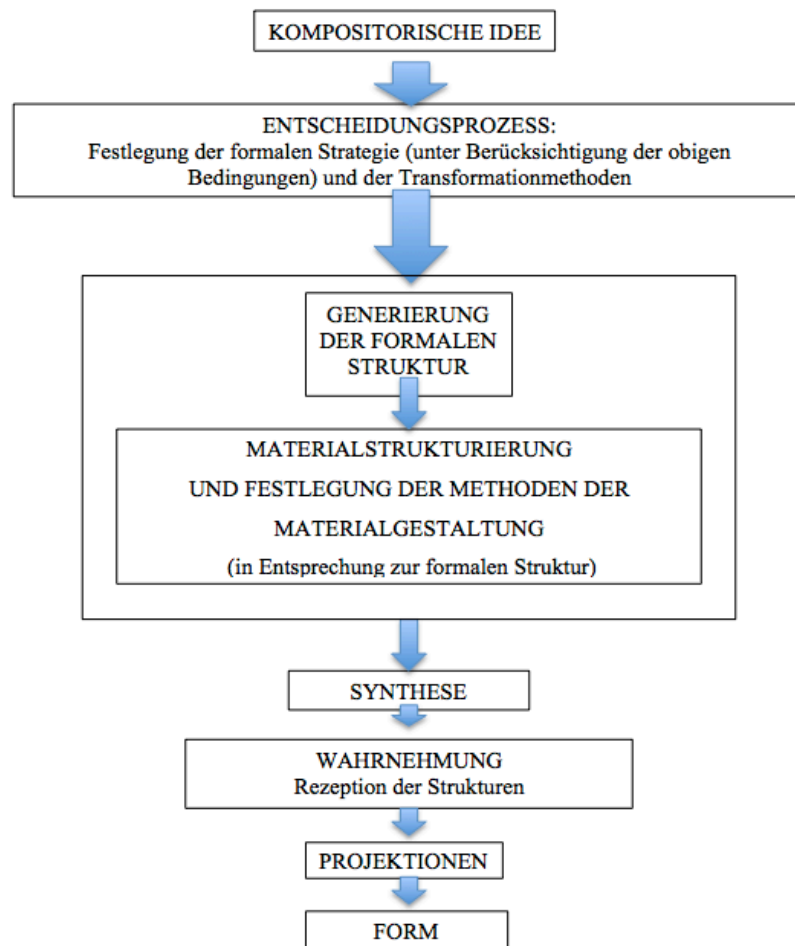 KOMPOSITORISCHE IDEE
ENTSCHEIDUNGSPROZESS:
Festlegung der formalen Strategie (unter Berücksichtigung der obigen
Bedingungen) und der Transformationmethoden
GENERIERUNG
DER FORMALEN
STRUKTUR
MATERIALSTRUKTURIERUNG
UND FESTLEGUNG DER METHODEN DER
MATERIALGESTALTUNG
(in Entsprechung zur formalen Struktur)
SYNTHESE
WAHRNEHMUNG
Rezeption der Strukturen
PROJEKTIONEN
FORM